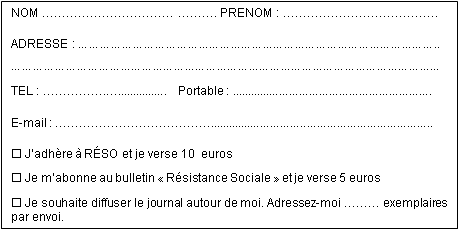 NOM …………………………… ……….. PRENOM : …………………………………
ADRESSE : ………………………………………………………………………………
………………………………………………………………………………………………
TEL : …………………................ Portable : ..............................................................
E-mail : …………………………………......................................................................
☐ J’adhère à RÉSO et je verse 10 euros
☐ Je m’abonne au bulletin « Résistance Sociale » et je verse 5 euros
☐ Je souhaite diffuser le journal autour de moi. Adressez-moi ……… exemplaires
par envoi.